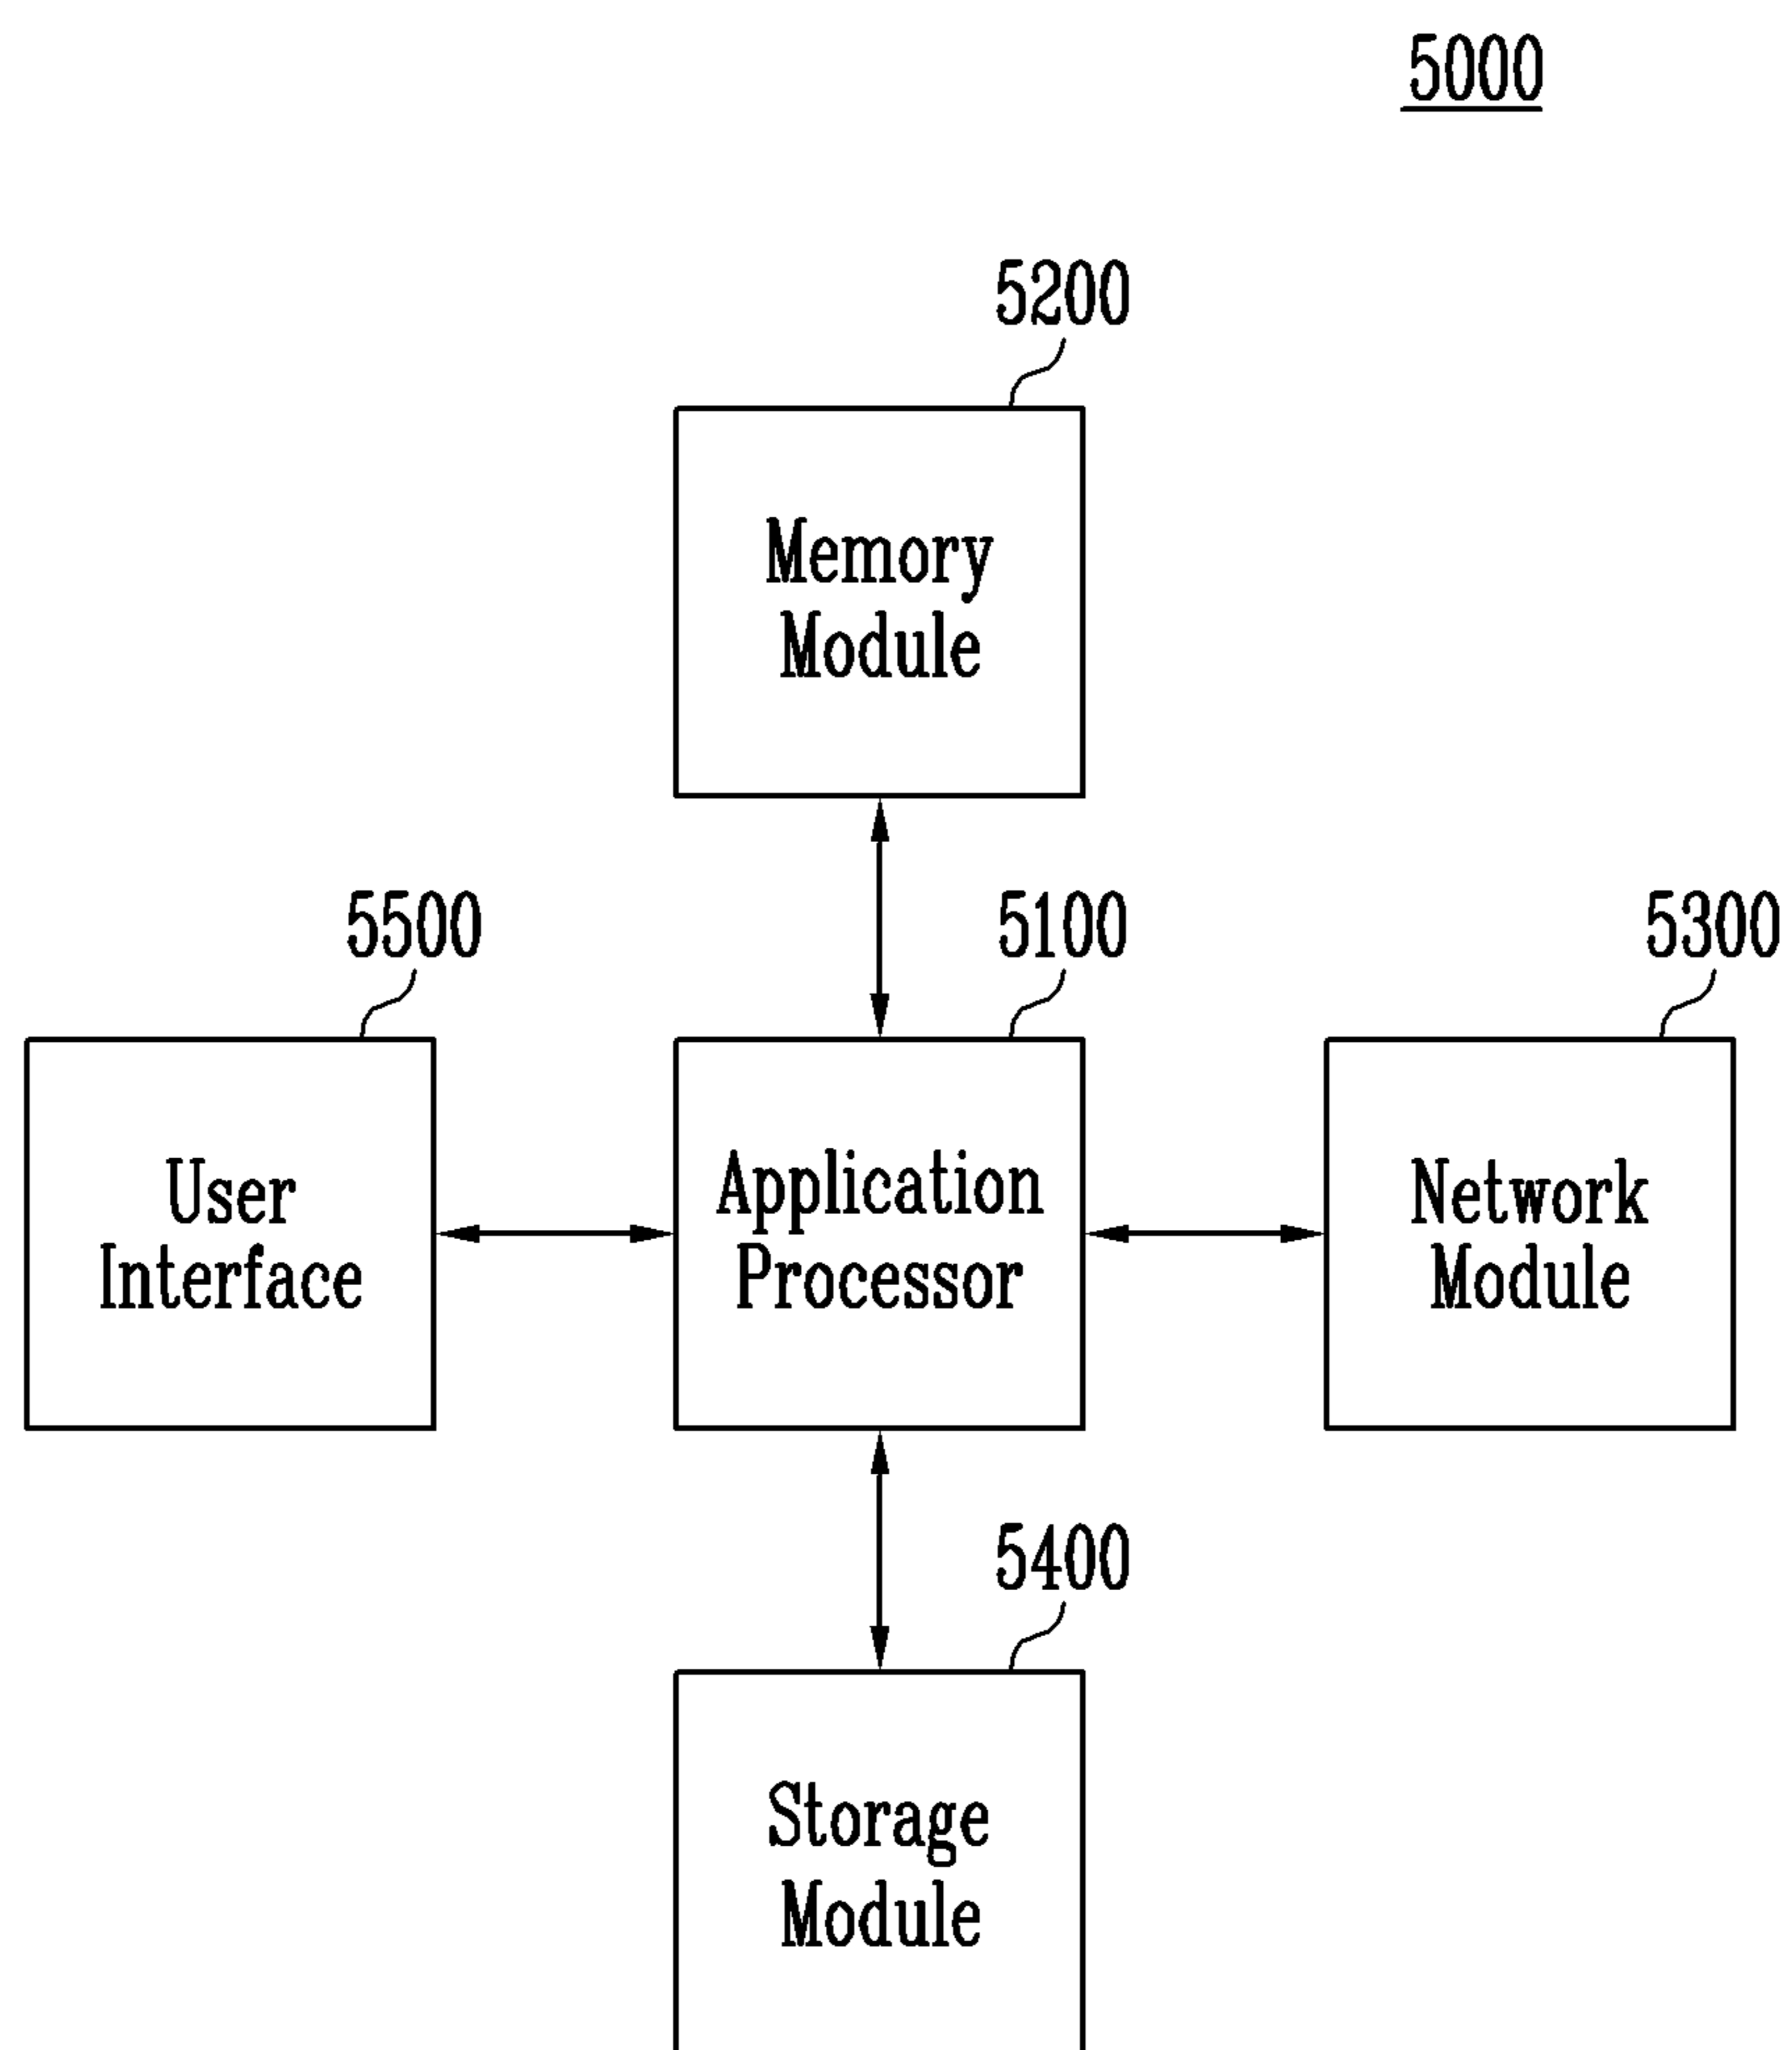 5000
5200
Memory
Module
5500
5100
5300
User
Interface
Application
Processor
Network
Module
5400
Storage
Module